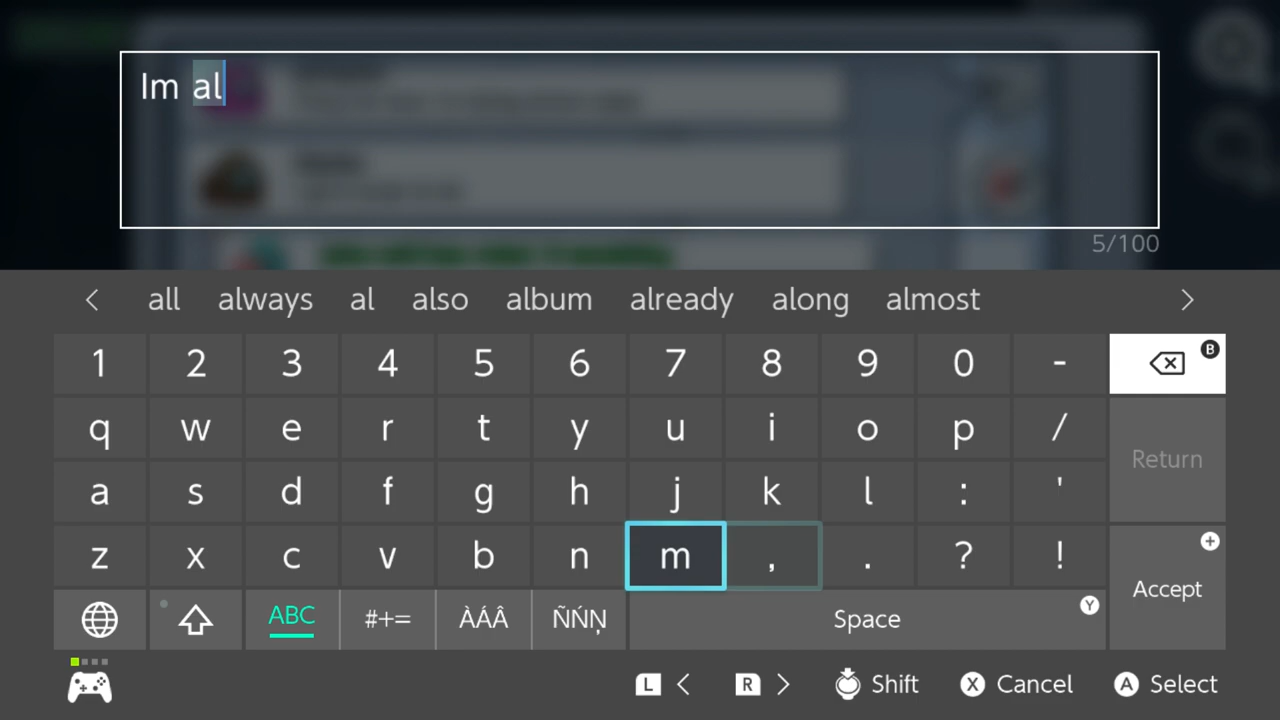 Im al
5/100
all always al also album already along almost
1 2 3 4 5 6 7 8 9 0 - B
q w e r t y u i o p /
Return
a s d f g h j k l : '
z x c v b n m , . ? ! +
Accept
ABC #+= ÀÁÂ ÑŃŅ Space Y
L R Shift X Cancel A Select